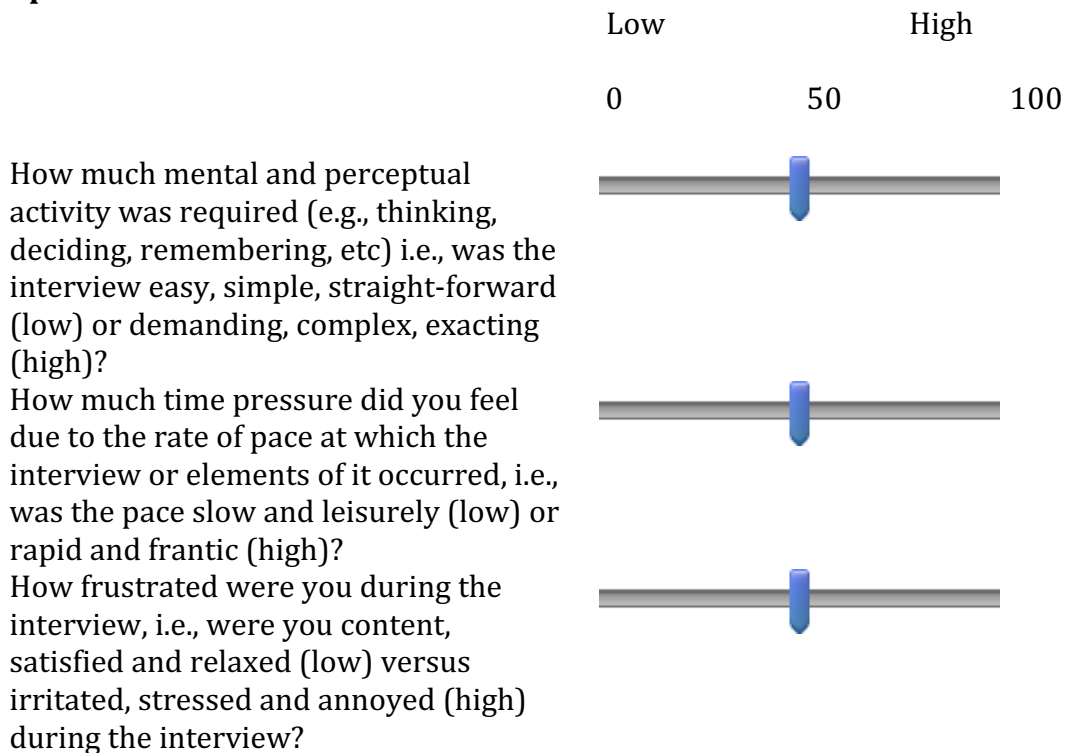 Low High
0 50 100
How much mental and perceptual
activity was required (e.g., thinking,
deciding, remembering, etc) i.e., was the
interview easy, simple, straight-forward
(low) or demanding, complex, exacting
(high)?
How much time pressure did you feel
due to the rate of pace at which the
interview or elements of it occurred, i.e.,
was the pace slow and leisurely (low) or
rapid and frantic (high)?
How frustrated were you during the
interview, i.e., were you content,
satisfied and relaxed (low) versus
irritated, stressed and annoyed (high)
during the interview?